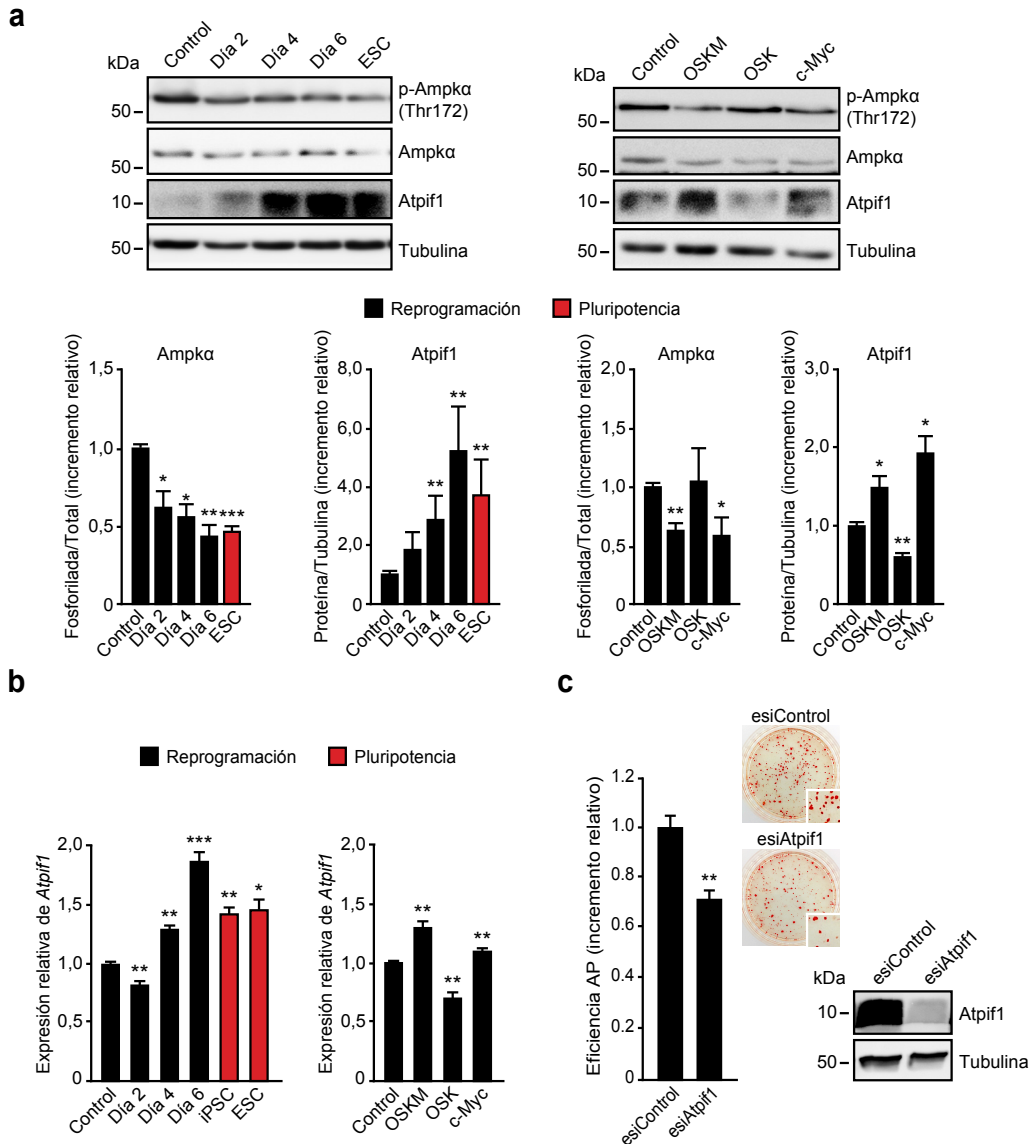 a
Control
Día 2
Día 4
Día 6
ESC
kDa
50
p-Ampkα
(Thr172)
50
Ampkα
10
Atpif1
50
Tubulina
Control
OSKM
OSK
c-Myc
kDa
50
p-Ampkα
(Thr172)
50
Ampkα
10
Atpif1
50
Tubulina
Reprogramación Pluripotencia
Ampkα
Fosforilada/Total (incremento relativo)
1,5
1,0
0,5
0
*
*
**
***
Control
Día 2
Día 4
Día 6
ESC
Atpif1
Proteína/Tubulina (incremento relativo)
8,0
6,0
4,0
2,0
0
**
**
**
Control
Día 2
Día 4
Día 6
ESC
Ampkα
Fosforilada/Total (incremento relativo)
2,0
1,5
1,0
0,5
0
**
*
Control
OSKM
OSK
c-Myc
Atpif1
Proteína/Tubulina (incremento relativo)
3,0
2,0
1,0
0
*
**
*
Control
OSKM
OSK
c-Myc
b
Reprogramación Pluripotencia
Expresión relativa de Atpif1
2,0
1,5
1,0
0,5
0
**
**
***
**
*
Control
Día 2
Día 4
Día 6
iPSC
ESC
Expresión relativa de Atpif1
2,0
1,5
1,0
0,5
0
**
**
**
Control
OSKM
OSK
c-Myc
c
Eficiencia AP (incremento relativo)
1.2
1.0
0.8
0.6
0.4
0.2
0
**
esiControl
esiAtpif1
esiControl
esiAtpif1
esiControl
esiAtpif1
kDa
10
Atpif1
50
Tubulina